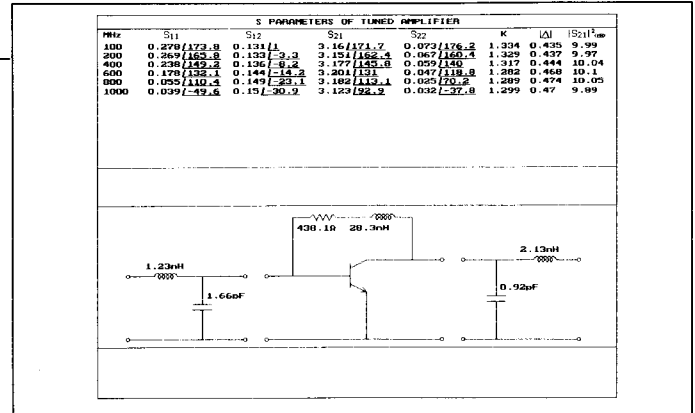 S PARAMETERS OF TUNED AMPLIFIER
MHz S11 S12 S21 S22 K |Δ| |S21|²dB
100 0.278/173.8 0.131/1 3.16/171.7 0.073/176.2 1.334 0.435 9.99
200 0.269/165.8 0.133/-3.3 3.151/162.4 0.067/160.4 1.329 0.437 9.97
400 0.238/149.2 0.136/-8.2 3.177/145.8 0.059/140 1.317 0.444 10.04
600 0.178/132.1 0.144/-14.2 3.201/131 0.047/118.8 1.282 0.468 10.1
800 0.055/110.4 0.149/-23.1 3.182/113.1 0.025/70.2 1.289 0.474 10.05
1000 0.039/-49.6 0.15/-30.9 3.123/92.9 0.032/-37.8 1.299 0.47 9.89
438.1Ω 28.3nH
1.23nH
2.13nH
1.66pF
0.92pF